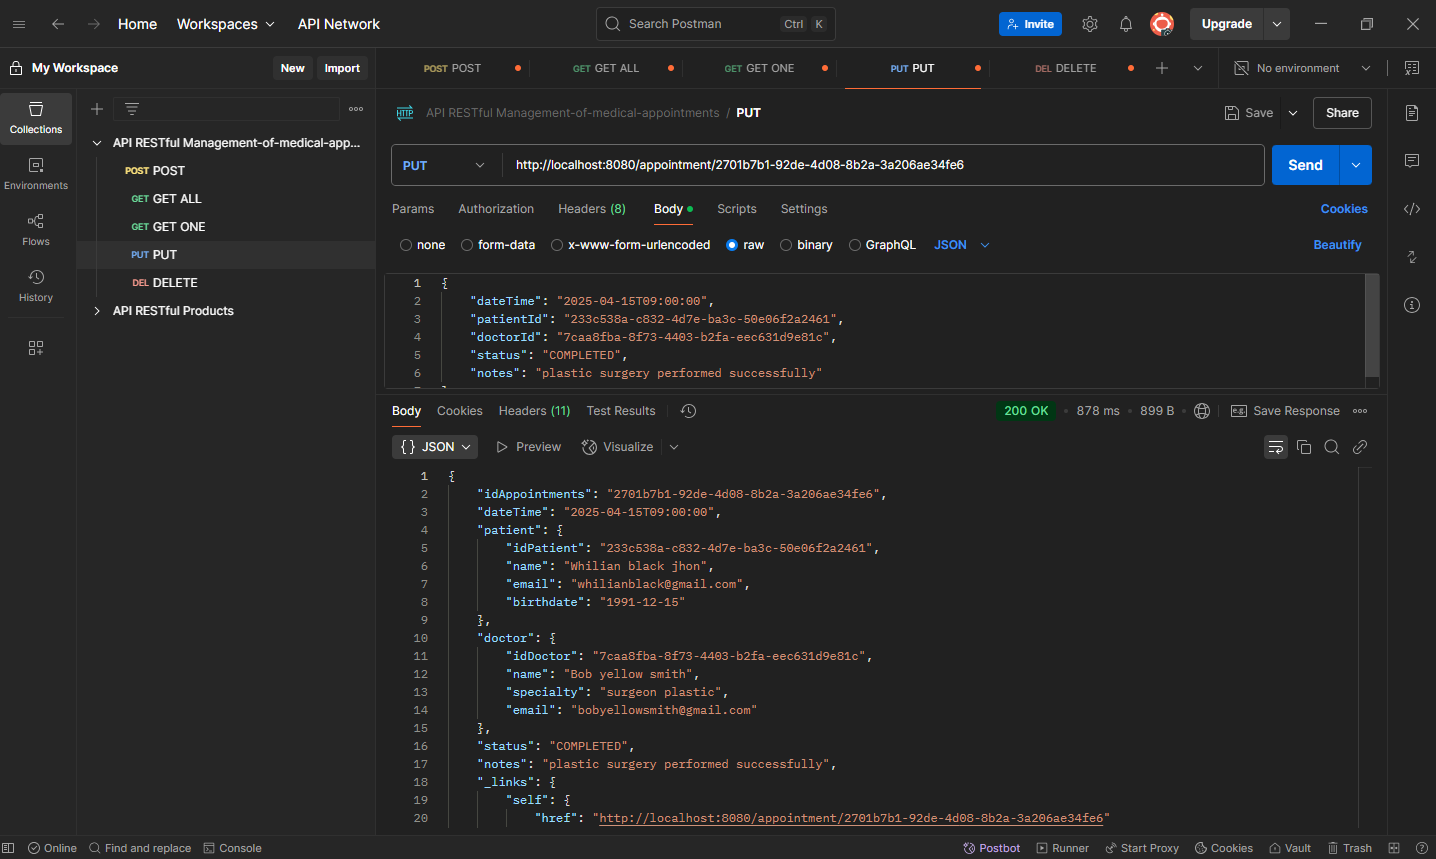 Home
Workspaces
API Network
Search Postman
Ctrl
K
Invite
Upgrade
My Workspace
New
Import
POST POST
GET GET ALL
GET GET ONE
PUT PUT
DEL DELETE
No environment
Collections
Environments
Flows
History
API RESTful Management-of-medical-app...
POST POST
GET GET ALL
GET GET ONE
PUT PUT
DEL DELETE
API RESTful Products
HTTP API RESTful Management-of-medical-appointments / PUT
Save
Share
PUT
http://localhost:8080/appointment/2701b7b1-92de-4d08-8b2a-3a206ae34fe6
Send
Params
Authorization
Headers (8)
Body
Scripts
Settings
Cookies
none
form-data
x-www-form-urlencoded
raw
binary
GraphQL
JSON
Beautify
1 {
2 "dateTime": "2025-04-15T09:00:00",
3 "patientId": "233c538a-c832-4d7e-ba3c-50e06f2a2461",
4 "doctorId": "7caa8fba-8f73-4403-b2fa-eec631d9e81c",
5 "status": "COMPLETED",
6 "notes": "plastic surgery performed successfully"
Body
Cookies
Headers (11)
Test Results
200 OK
878 ms
899 B
e.g. Save Response
{} JSON
Preview
Visualize
1 {
2 "idAppointments": "2701b7b1-92de-4d08-8b2a-3a206ae34fe6",
3 "dateTime": "2025-04-15T09:00:00",
4 "patient": {
5 "idPatient": "233c538a-c832-4d7e-ba3c-50e06f2a2461",
6 "name": "Whilian black jhon",
7 "email": "whilianblack@gmail.com",
8 "birthdate": "1991-12-15"
9 },
10 "doctor": {
11 "idDoctor": "7caa8fba-8f73-4403-b2fa-eec631d9e81c",
12 "name": "Bob yellow smith",
13 "specialty": "surgeon plastic",
14 "email": "bobyellowsmith@gmail.com"
15 },
16 "status": "COMPLETED",
17 "notes": "plastic surgery performed successfully",
18 "_links": {
19 "self": {
20 "href": "http://localhost:8080/appointment/2701b7b1-92de-4d08-8b2a-3a206ae34fe6"
Online
Find and replace
Console
Postbot
Runner
Start Proxy
Cookies
Vault
Trash